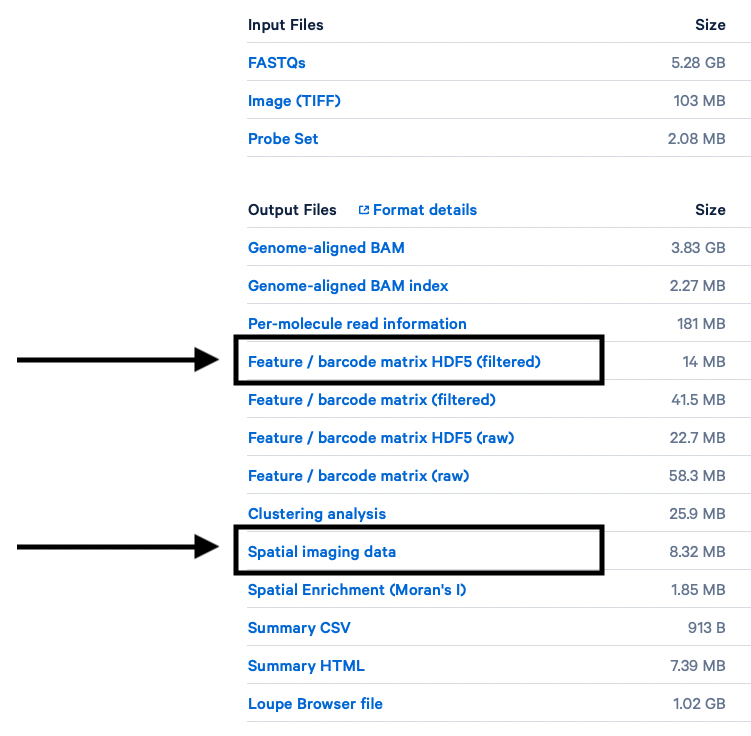 Input Files Size
FASTQs 5.28 GB
Image (TIFF) 103 MB
Probe Set 2.08 MB
Output Files Format details Size
Genome-aligned BAM 3.83 GB
Genome-aligned BAM index 2.27 MB
Per-molecule read information 181 MB
Feature / barcode matrix HDF5 (filtered) 14 MB
Feature / barcode matrix (filtered) 41.5 MB
Feature / barcode matrix HDF5 (raw) 22.7 MB
Feature / barcode matrix (raw) 58.3 MB
Clustering analysis 25.9 MB
Spatial imaging data 8.32 MB
Spatial Enrichment (Moran's I) 1.85 MB
Summary CSV 913 B
Summary HTML 7.39 MB
Loupe Browser file 1.02 GB